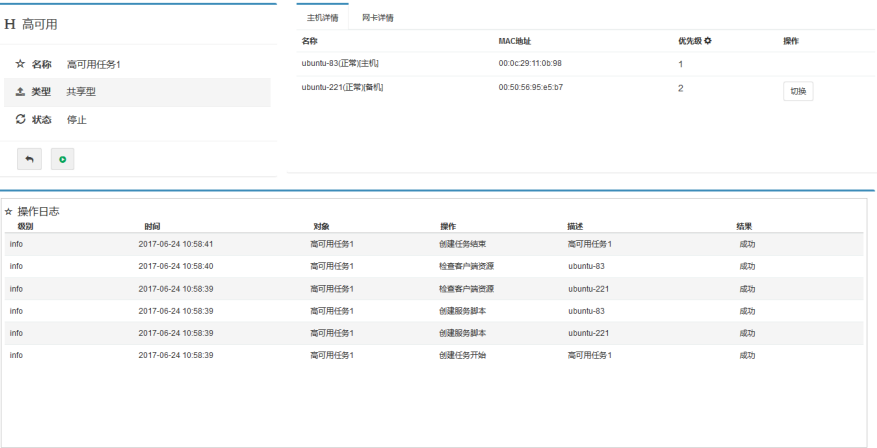 H 高可用
名称 高可用任务1
类型 共享型
状态 停止
主机详情 网卡详情
名称 MAC地址 优先级 操作
ubuntu-83(正常)[主机] 00:0c:29:11:0b:98 1
ubuntu-221(正常)[备机] 00:50:56:95:e5:b7 2 切换
操作日志
级别 时间 对象 操作 描述 结果
info 2017-06-24 10:58:41 高可用任务1 创建任务结束 高可用任务1 成功
info 2017-06-24 10:58:40 高可用任务1 检查客户端资源 ubuntu-83 成功
info 2017-06-24 10:58:39 高可用任务1 检查客户端资源 ubuntu-221 成功
info 2017-06-24 10:58:39 高可用任务1 创建服务脚本 ubuntu-83 成功
info 2017-06-24 10:58:39 高可用任务1 创建服务脚本 ubuntu-221 成功
info 2017-06-24 10:58:39 高可用任务1 创建任务开始 高可用任务1 成功